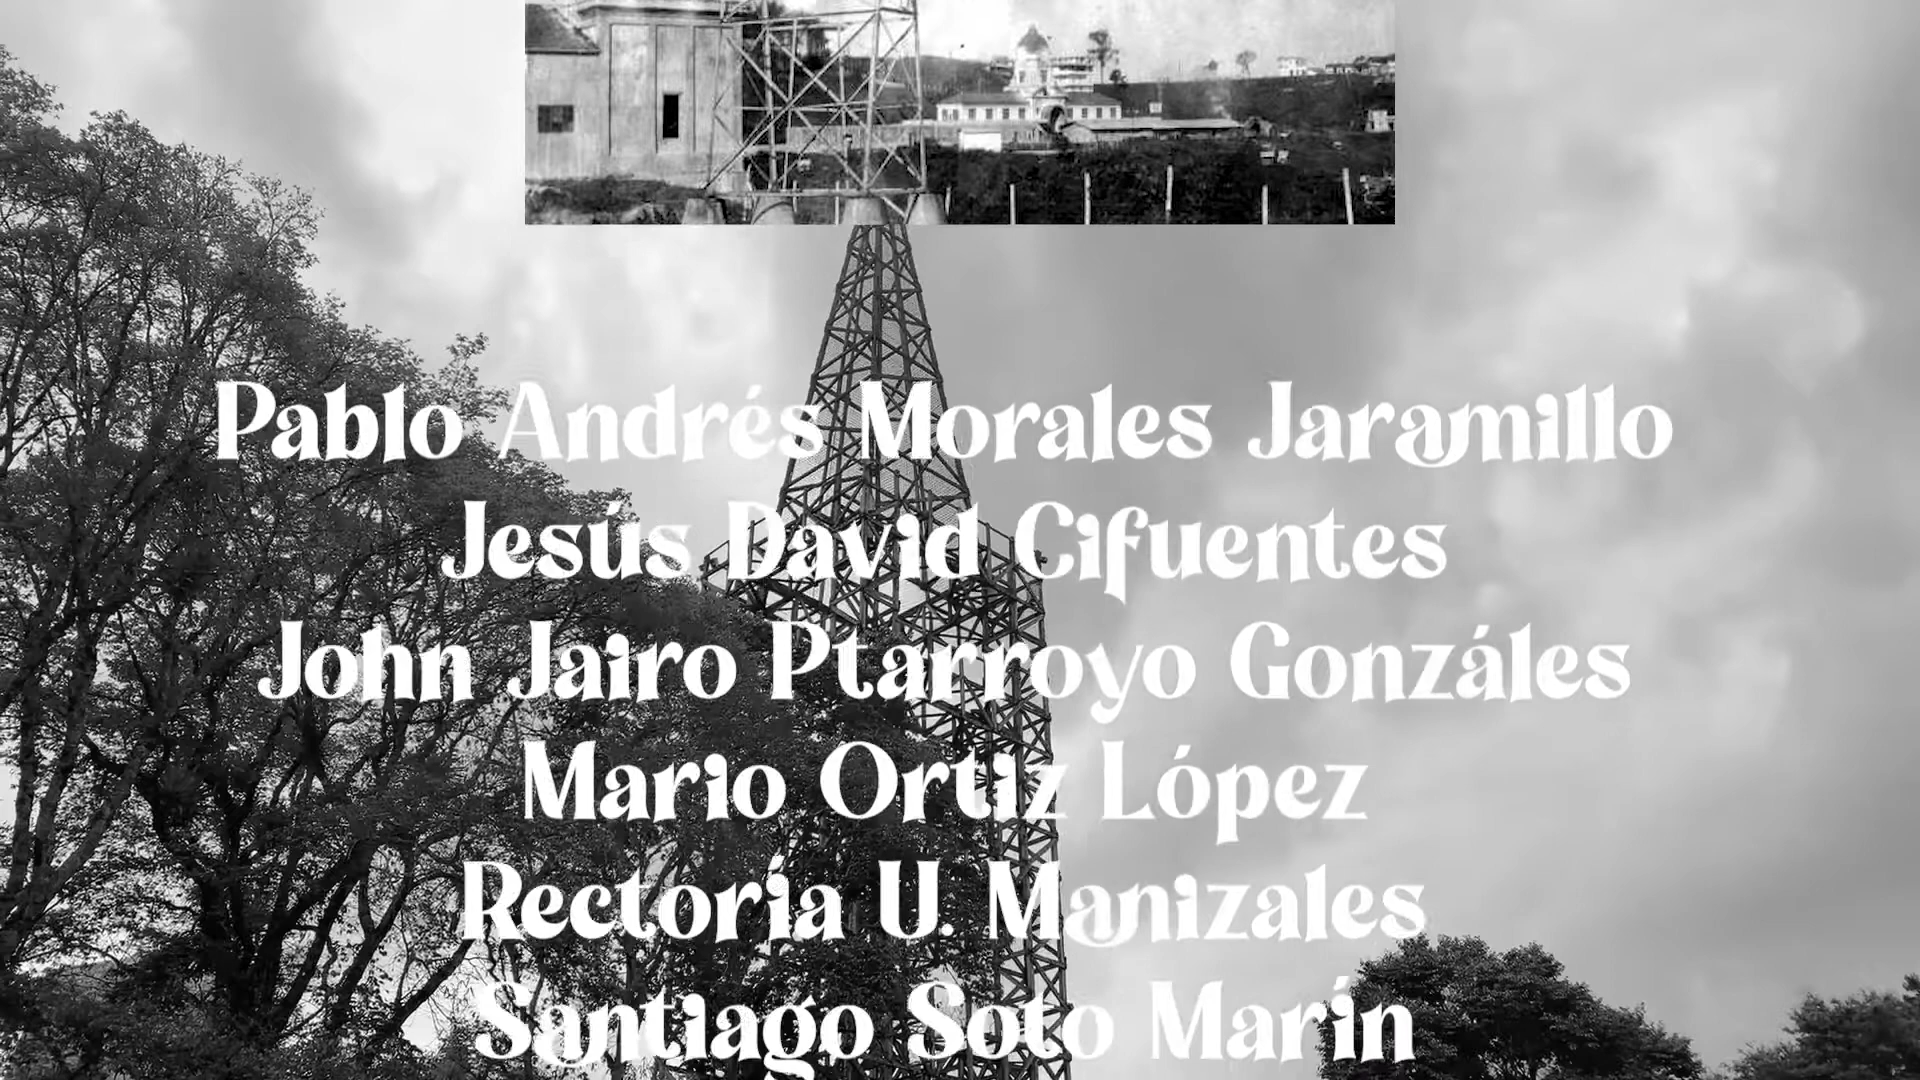 Pablo Andrés Morales Jaramillo
Jesús David Cifuentes
John Jairo Ptarroyo Gonzáles
Mario Ortiz López
Rectoría U. Manizales
Santiago Soto Marín